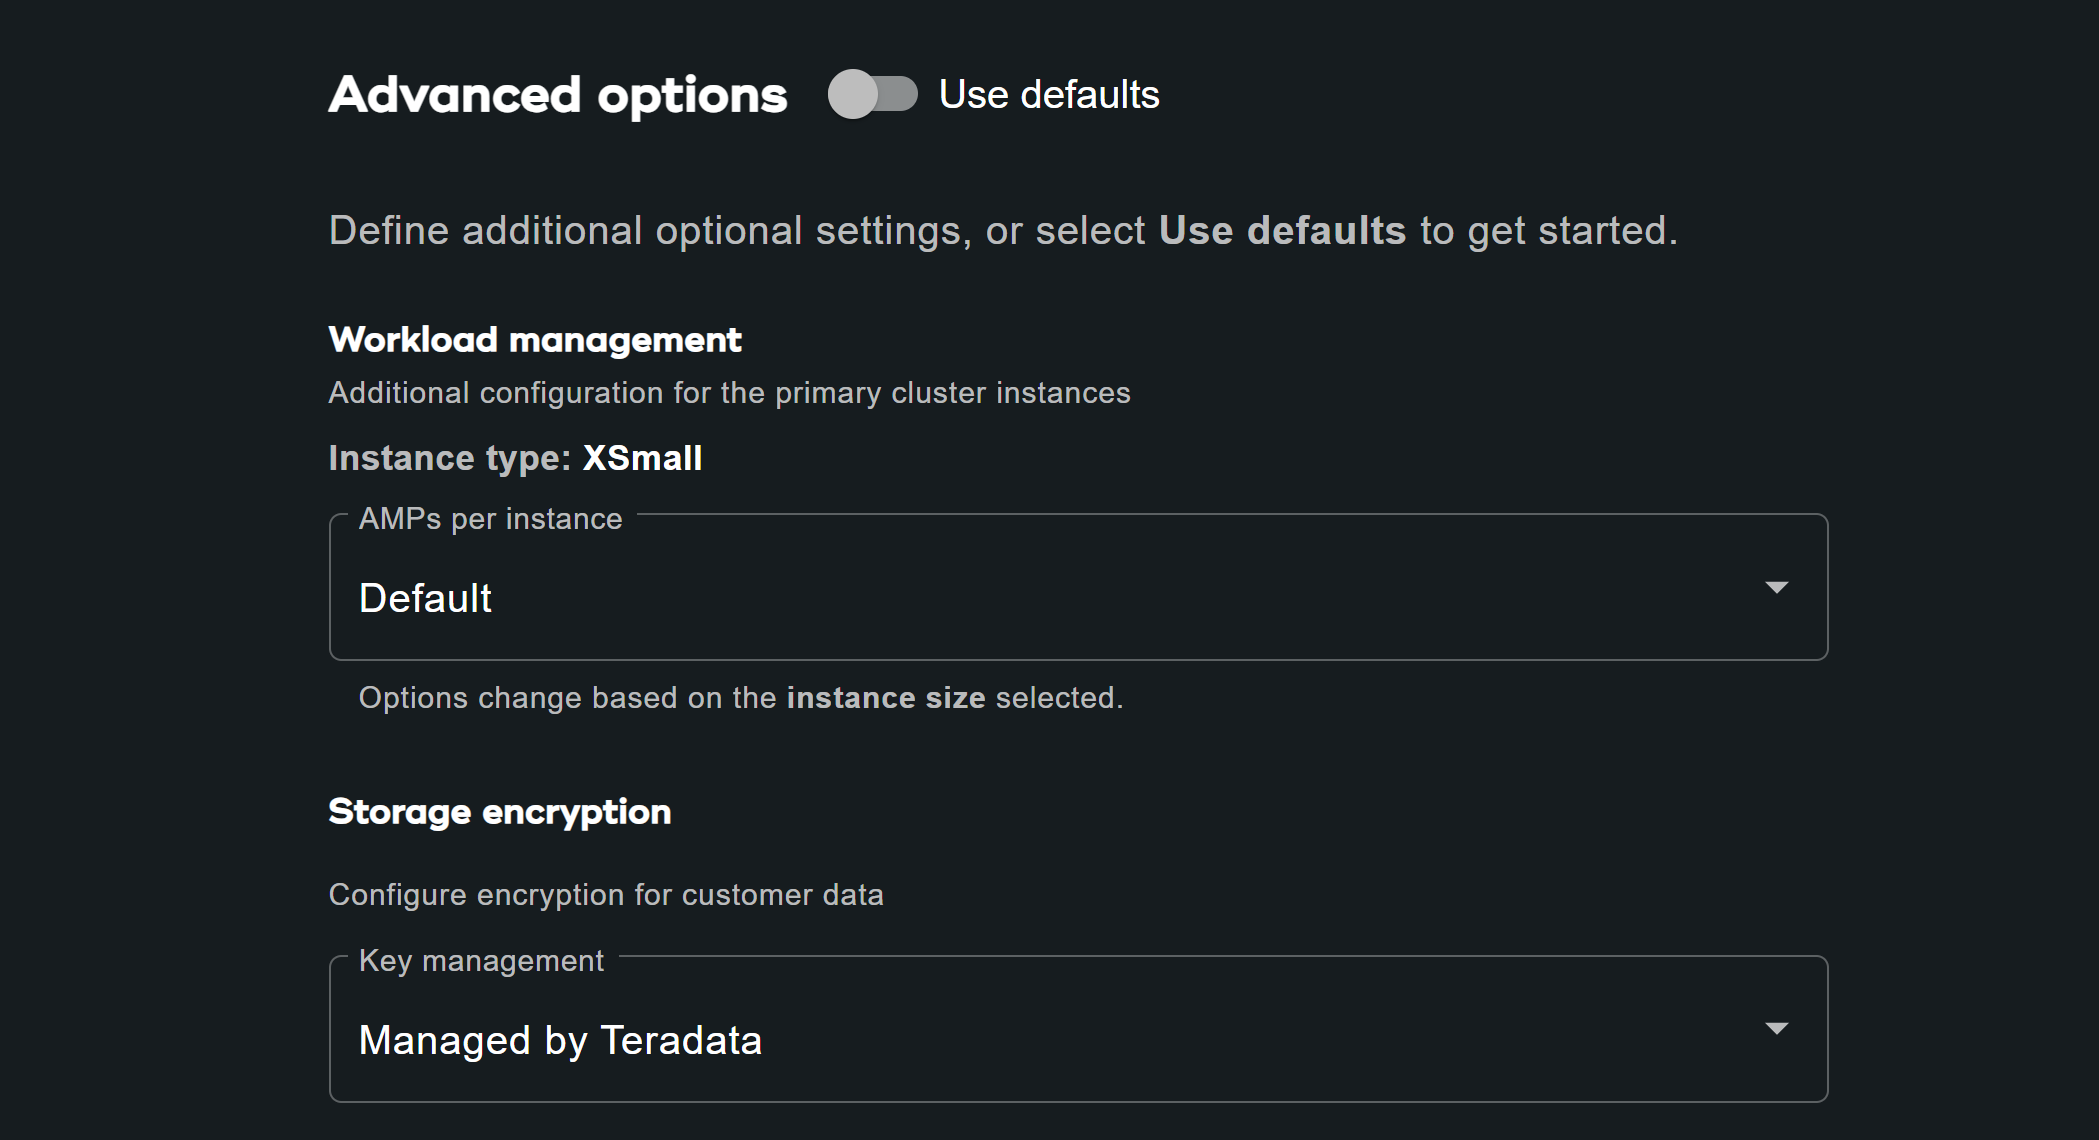 Advanced options Use defaults
Define additional optional settings, or select Use defaults to get started.
Workload management
Additional configuration for the primary cluster instances
Instance type: XSmall
AMPs per instance
Default
Options change based on the instance size selected.
Storage encryption
Configure encryption for customer data
Key management
Managed by Teradata